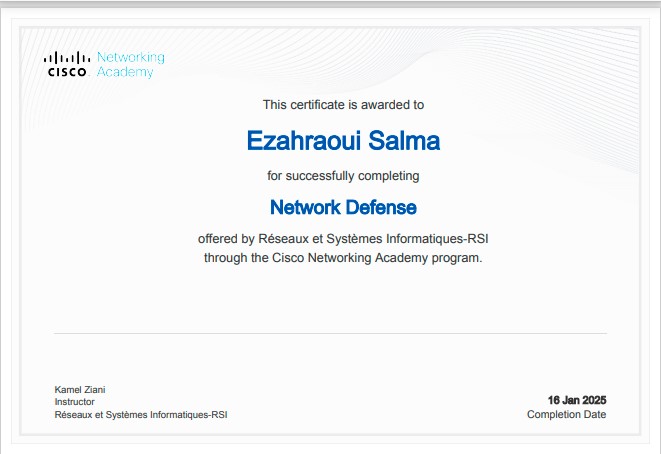 Networking
CISCO Academy
This certificate is awarded to
Ezahraoui Salma
for successfully completing
Network Defense
offered by Réseaux et Systèmes Informatiques-RSI
through the Cisco Networking Academy program.
Kamel Ziani
Instructor
Réseaux et Systèmes Informatiques-RSI
16 Jan 2025
Completion Date